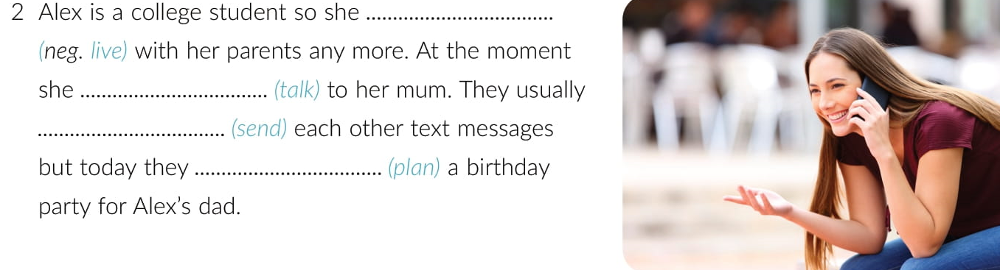 2 Alex is a college student so she ..................................
(neg. live) with her parents any more. At the moment
she .................................. (talk) to her mum. They usually
.................................. (send) each other text messages
but today they .................................. (plan) a birthday
party for Alex’s dad.